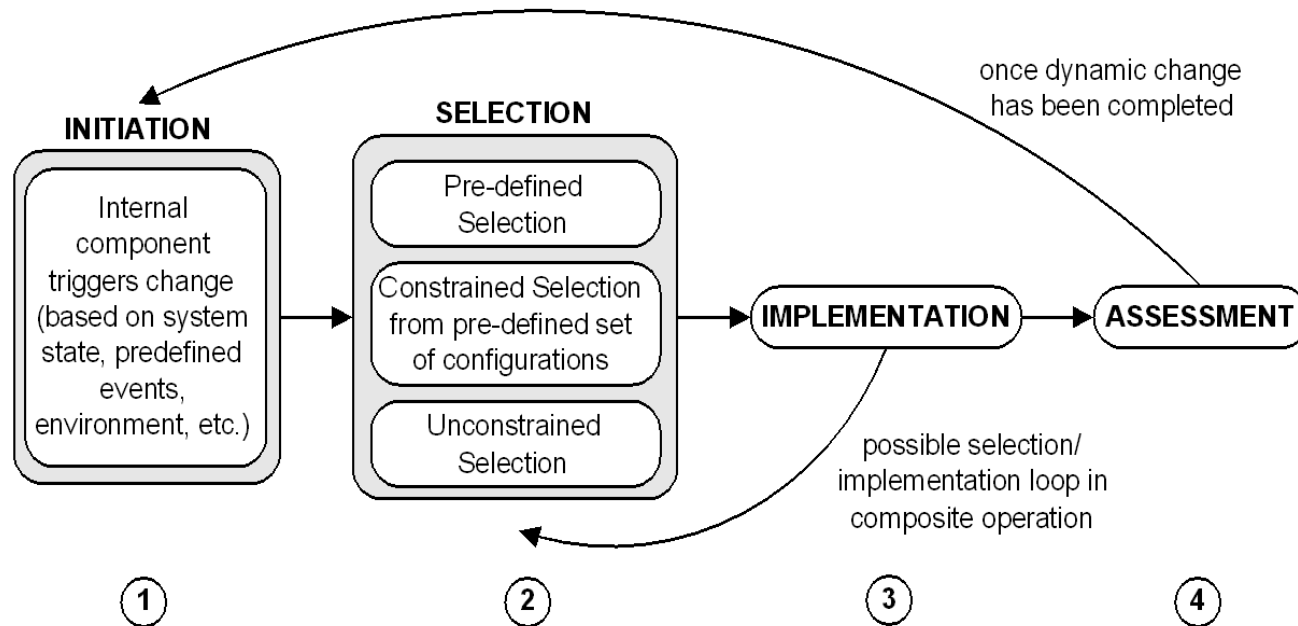 once dynamic change
has been completed
INITIATION
Internal
component
triggers change
(based on system
state, predefined
events,
environment, etc.)
SELECTION
Pre-defined
Selection
Constrained Selection
from pre-defined set
of configurations
Unconstrained
Selection
IMPLEMENTATION
ASSESSMENT
possible selection/
implementation loop in
composite operation
1
2
3
4